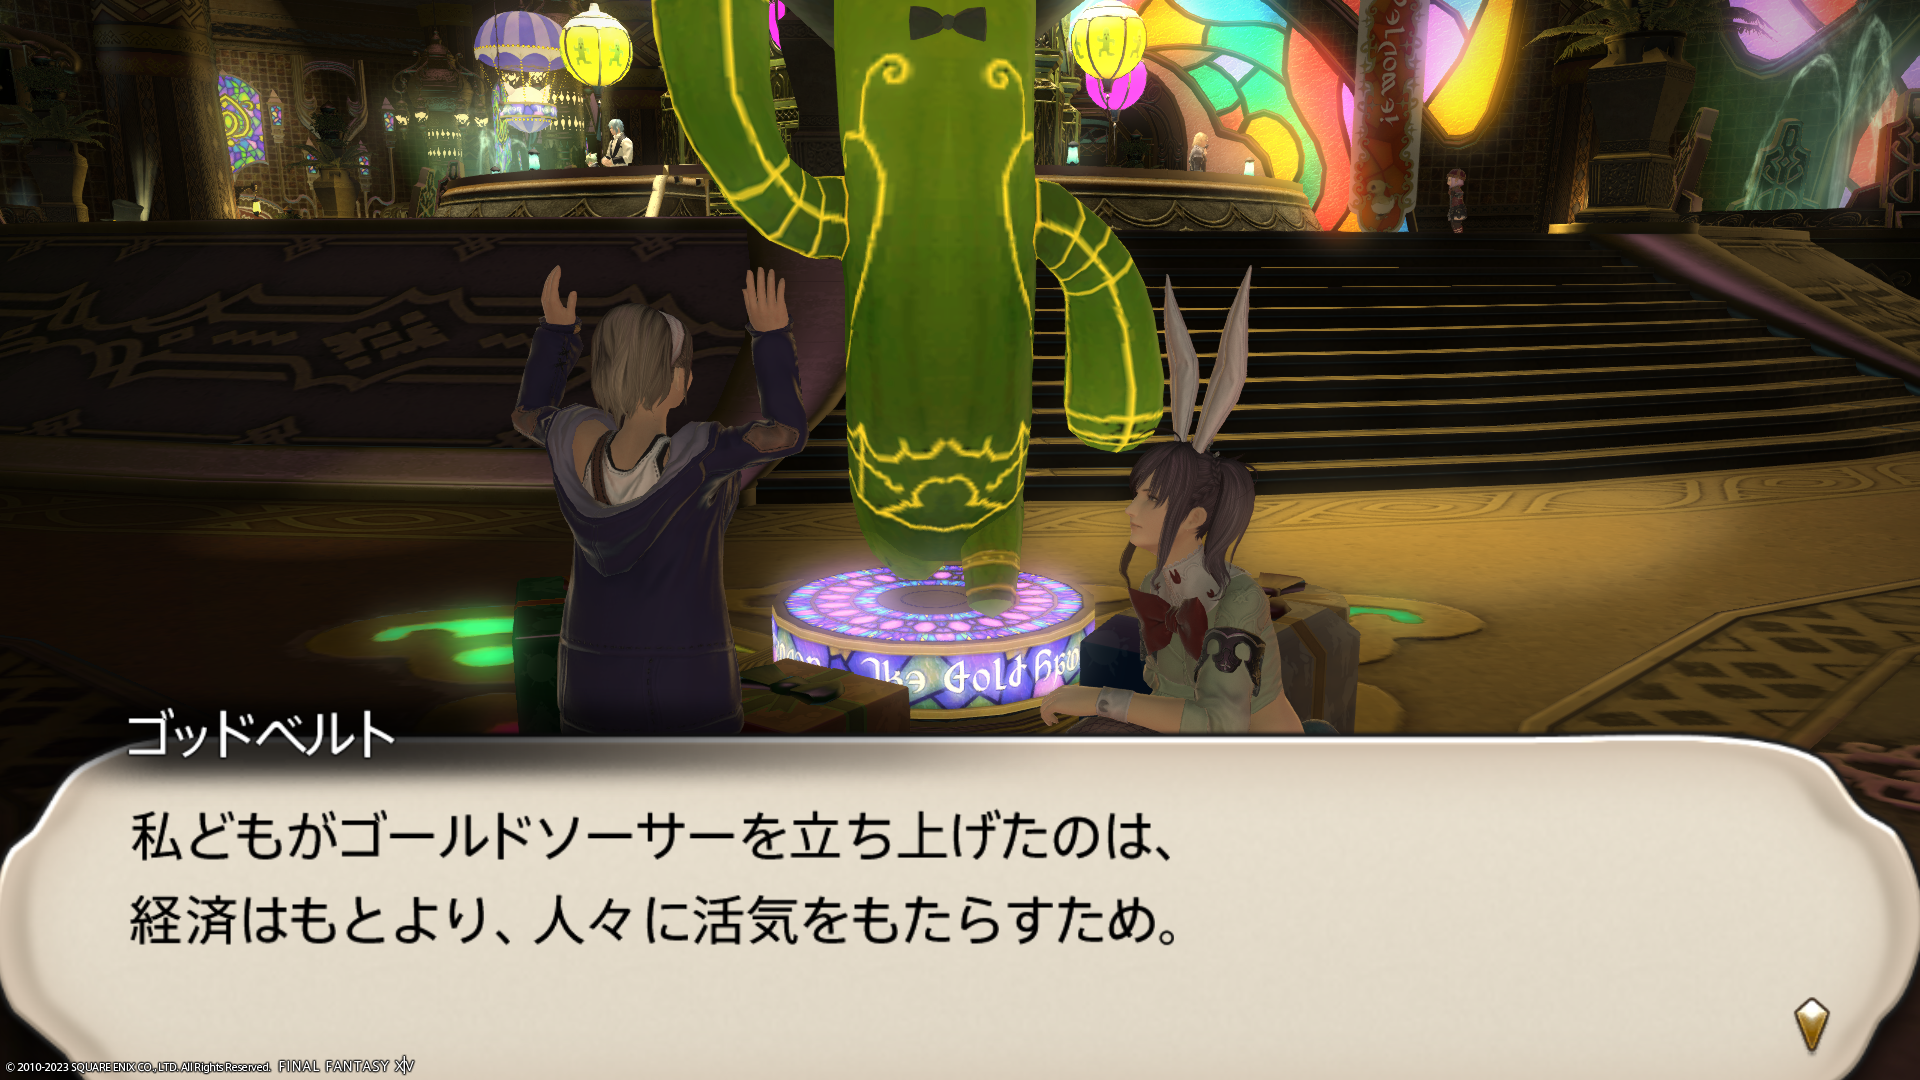 The Gold
ゴッドベルト
私どもがゴールドソーサーを立ち上げたのは、
経済はもとより、人々に活気をもたらすため。
© 2010-2023 SQUARE ENIX CO., LTD. All Rights Reserved. FINAL FANTASY XIV